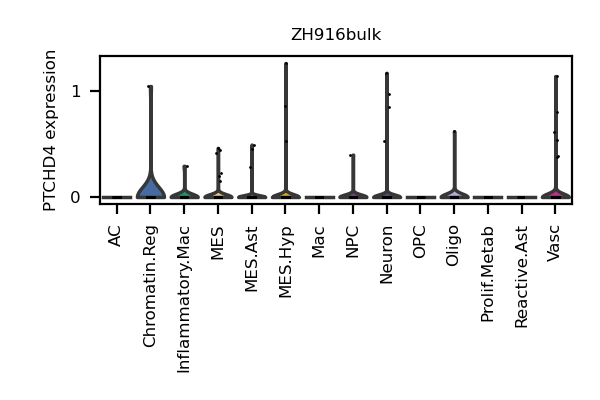 ZH916bulk
PTCHD4 expression
1
0
AC
Chromatin.Reg
Inflammatory.Mac
MES
MES.Ast
MES.Hyp
Mac
NPC
Neuron
OPC
Oligo
Prolif.Metab
Reactive.Ast
Vasc